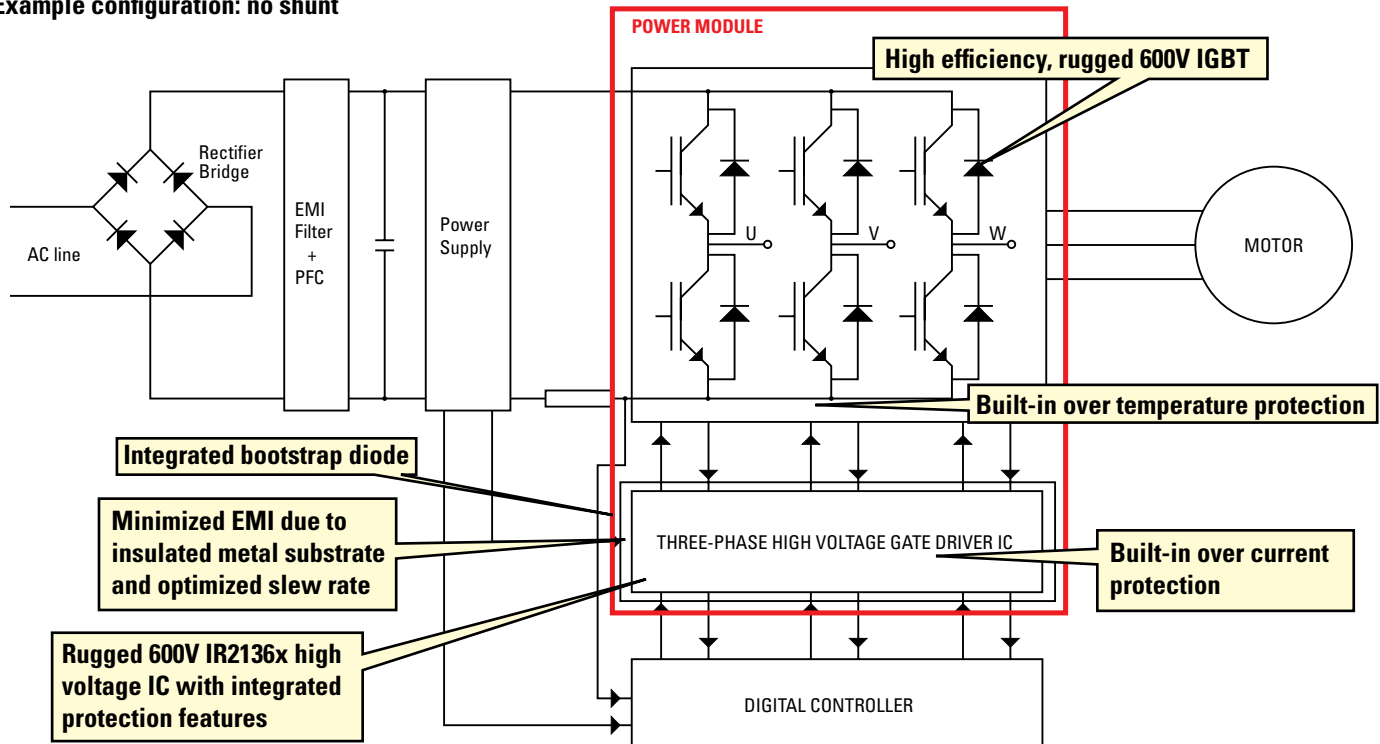 Example configuration: no shunt
POWER MODULE
High efficiency, rugged 600V IGBT
Rectifier
Bridge
EMI
Filter
+
PFC
Power
Supply
AC line
U
V
W
MOTOR
Built-in over temperature protection
Integrated bootstrap diode
Minimized EMI due to
insulated metal substrate
and optimized slew rate
THREE-PHASE HIGH VOLTAGE GATE DRIVER IC
Built-in over current
protection
Rugged 600V IR2136x high
voltage IC with integrated
protection features
DIGITAL CONTROLLER